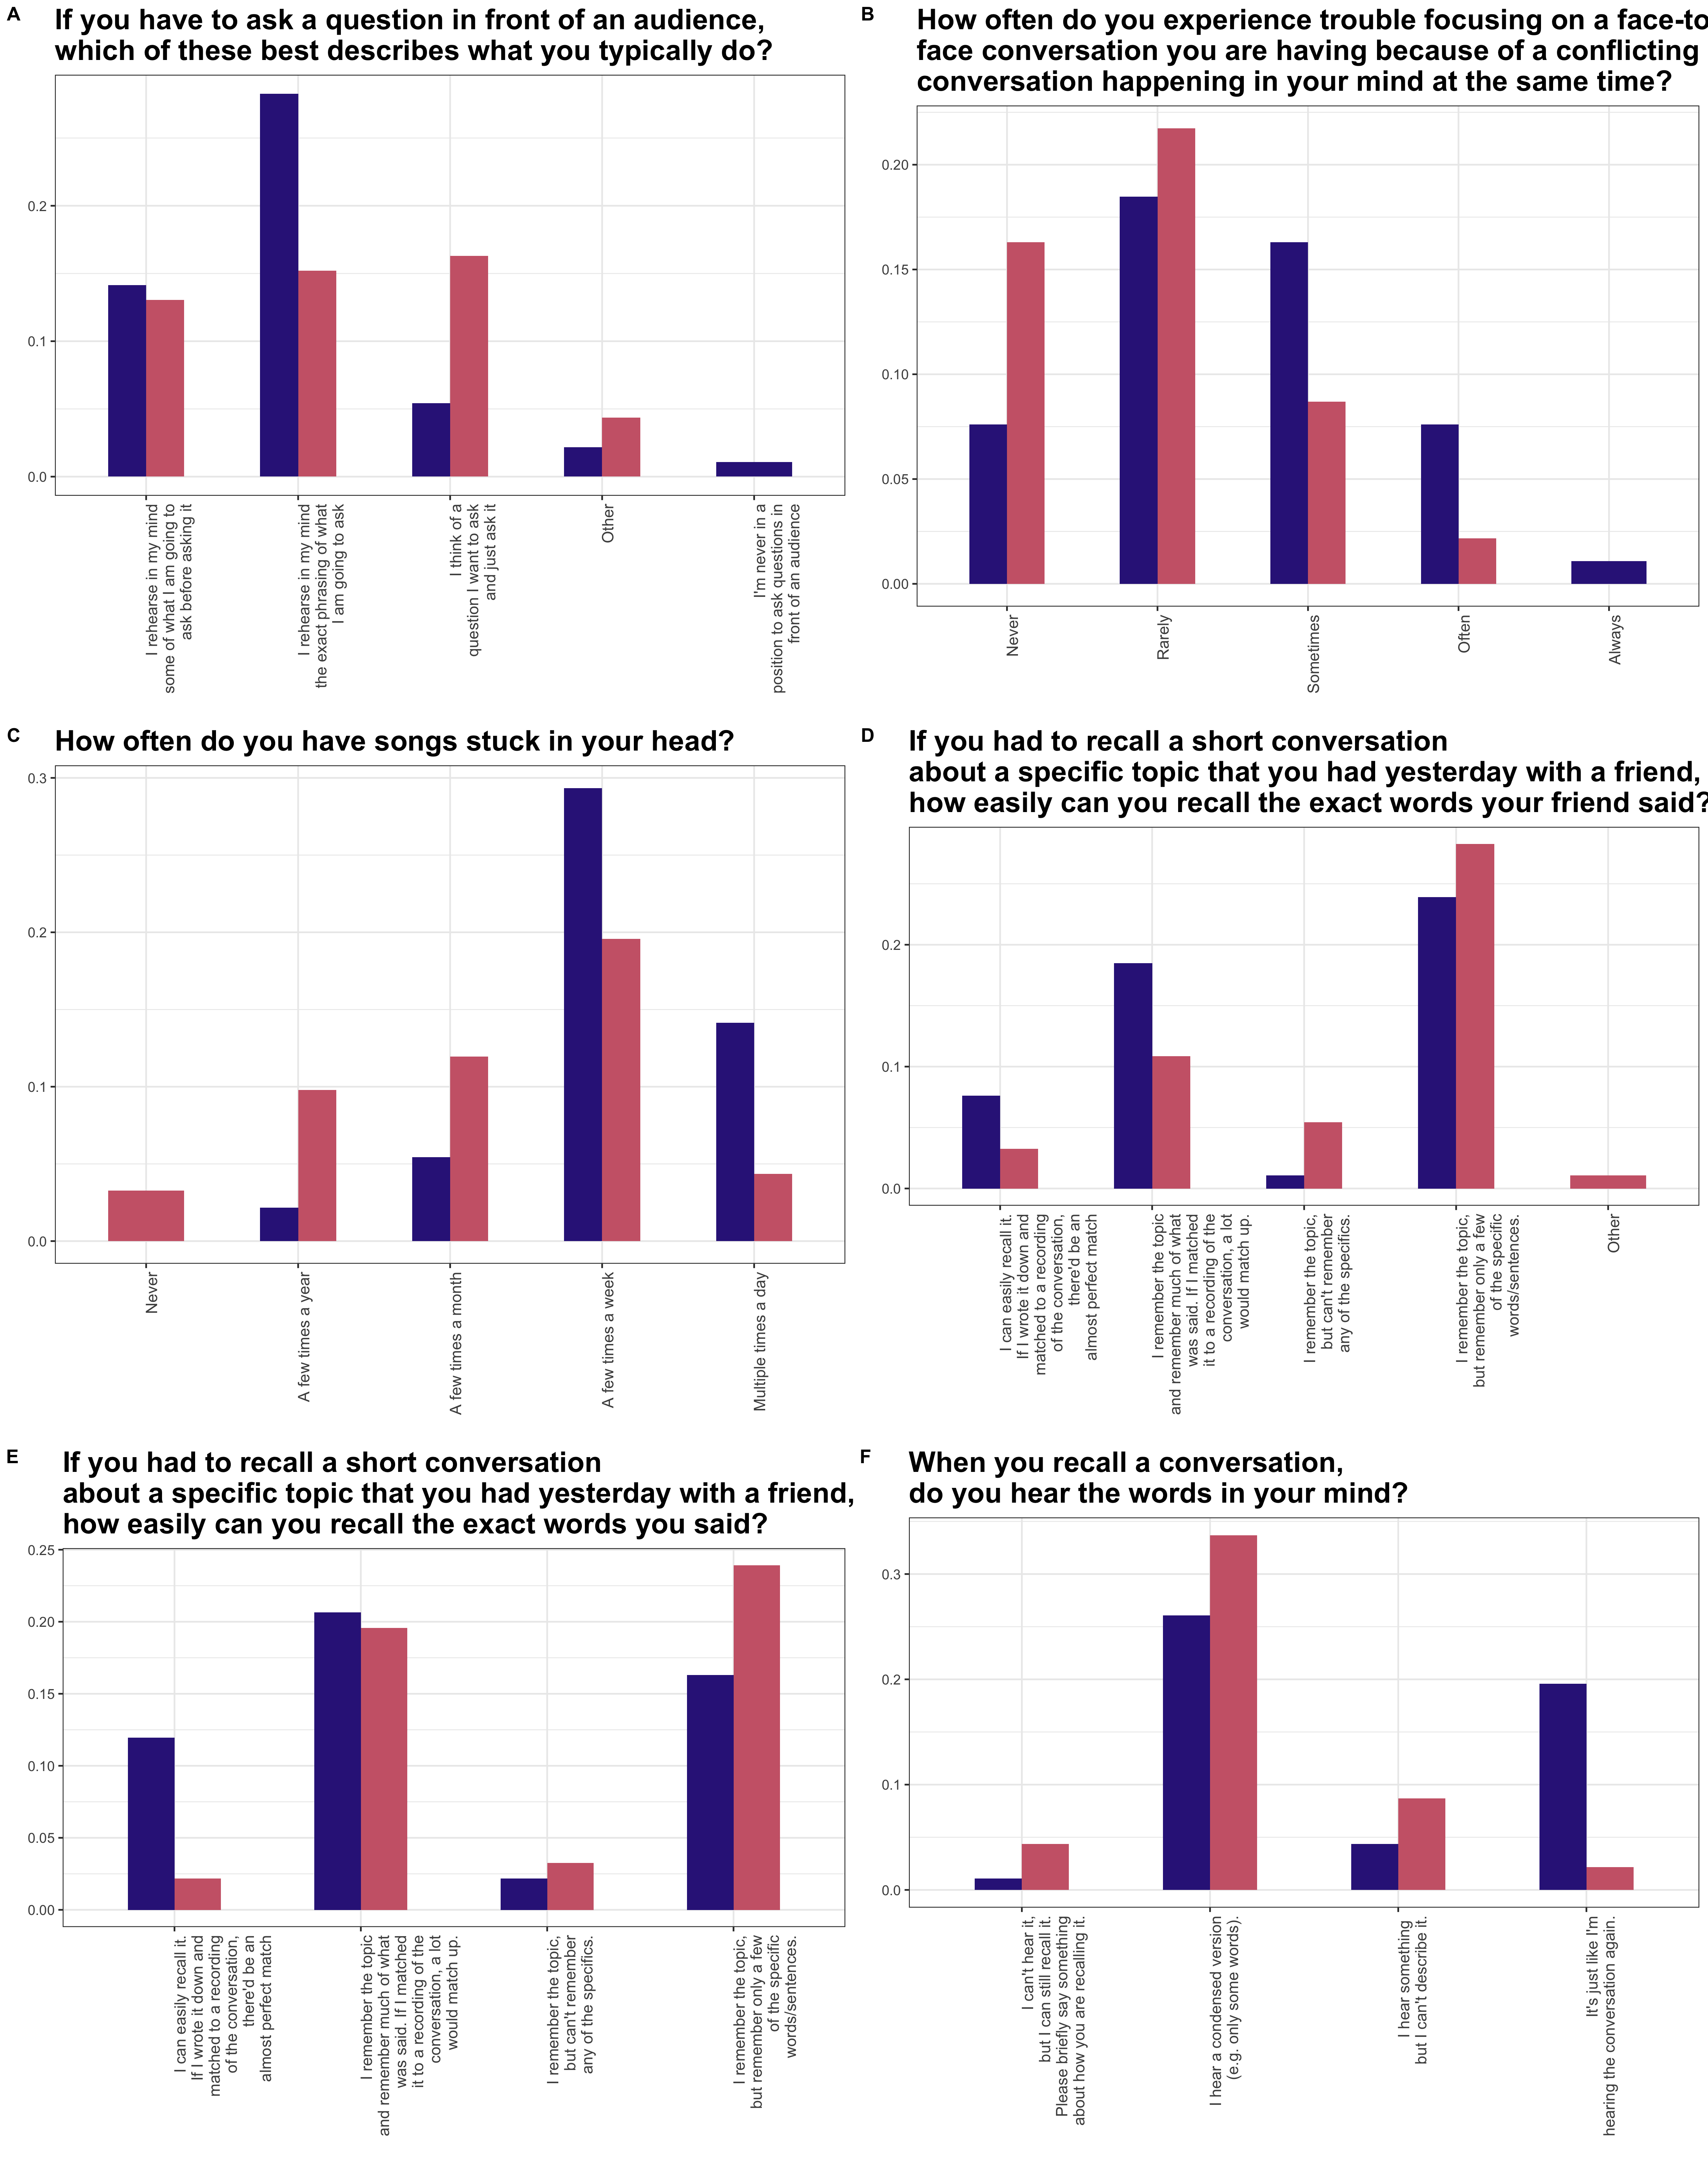 A
If you have to ask a question in front of an audience,
which of these best describes what you typically do?
0.2
0.1
0.0
I rehearse in my mind
some of what I am going to
ask before asking it
I rehearse in my mind
the exact phrasing of what
I am going to ask
I think of a
question I want to ask
and just ask it
Other
I'm never in a
position to ask questions in
front of an audience
B
How often do you experience trouble focusing on a face-to
face conversation you are having because of a conflicting
conversation happening in your mind at the same time?
0.20
0.15
0.10
0.05
0.00
Never
Rarely
Sometimes
Often
Always
C
How often do you have songs stuck in your head?
0.3
0.2
0.1
0.0
Never
A few times a year
A few times a month
A few times a week
Multiple times a day
D
If you had to recall a short conversation
about a specific topic that you had yesterday with a friend,
how easily can you recall the exact words your friend said?
0.2
0.1
0.0
I can easily recall it.
If I wrote it down and
matched to a recording
of the conversation,
there'd be an
almost perfect match
I remember the topic
and remember much of what
was said. If I matched
it to a recording of the
conversation, a lot
would match up.
I remember the topic,
but can't remember
any of the specifics.
I remember the topic,
but remember only a few
of the specific
words/sentences.
Other
E
If you had to recall a short conversation
about a specific topic that you had yesterday with a friend,
how easily can you recall the exact words you said?
0.25
0.20
0.15
0.10
0.05
0.00
I can easily recall it.
If I wrote it down and
matched to a recording
of the conversation,
there'd be an
almost perfect match
I remember the topic
and remember much of what
was said. If I matched
it to a recording of the
conversation, a lot
would match up.
I remember the topic,
but can't remember
any of the specifics.
I remember the topic,
but remember only a few
of the specific
words/sentences.
F
When you recall a conversation,
do you hear the words in your mind?
0.3
0.2
0.1
0.0
I can't hear it,
but I can still recall it.
Please briefly say something
about how you are recalling it.
I hear a condensed version
(e.g. only some words).
I hear something
but I can't describe it.
It's just like I'm
hearing the conversation again.